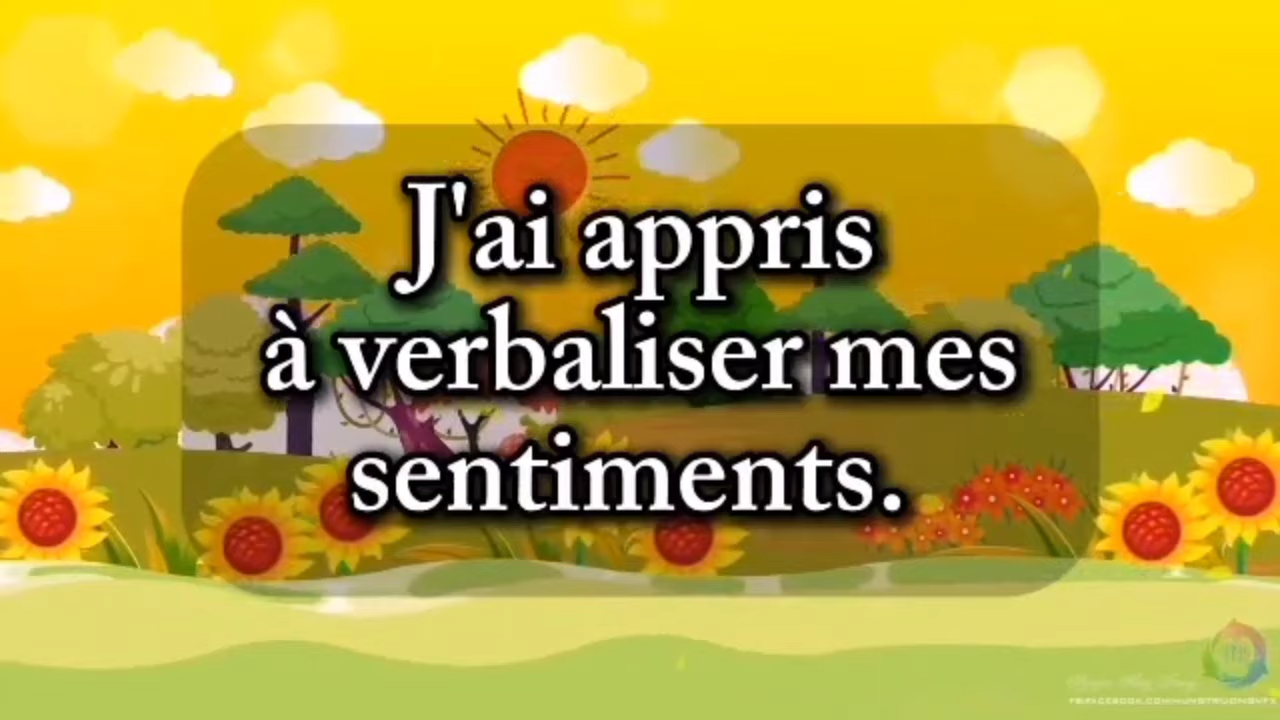 J'ai appris
à verbaliser mes
sentiments.